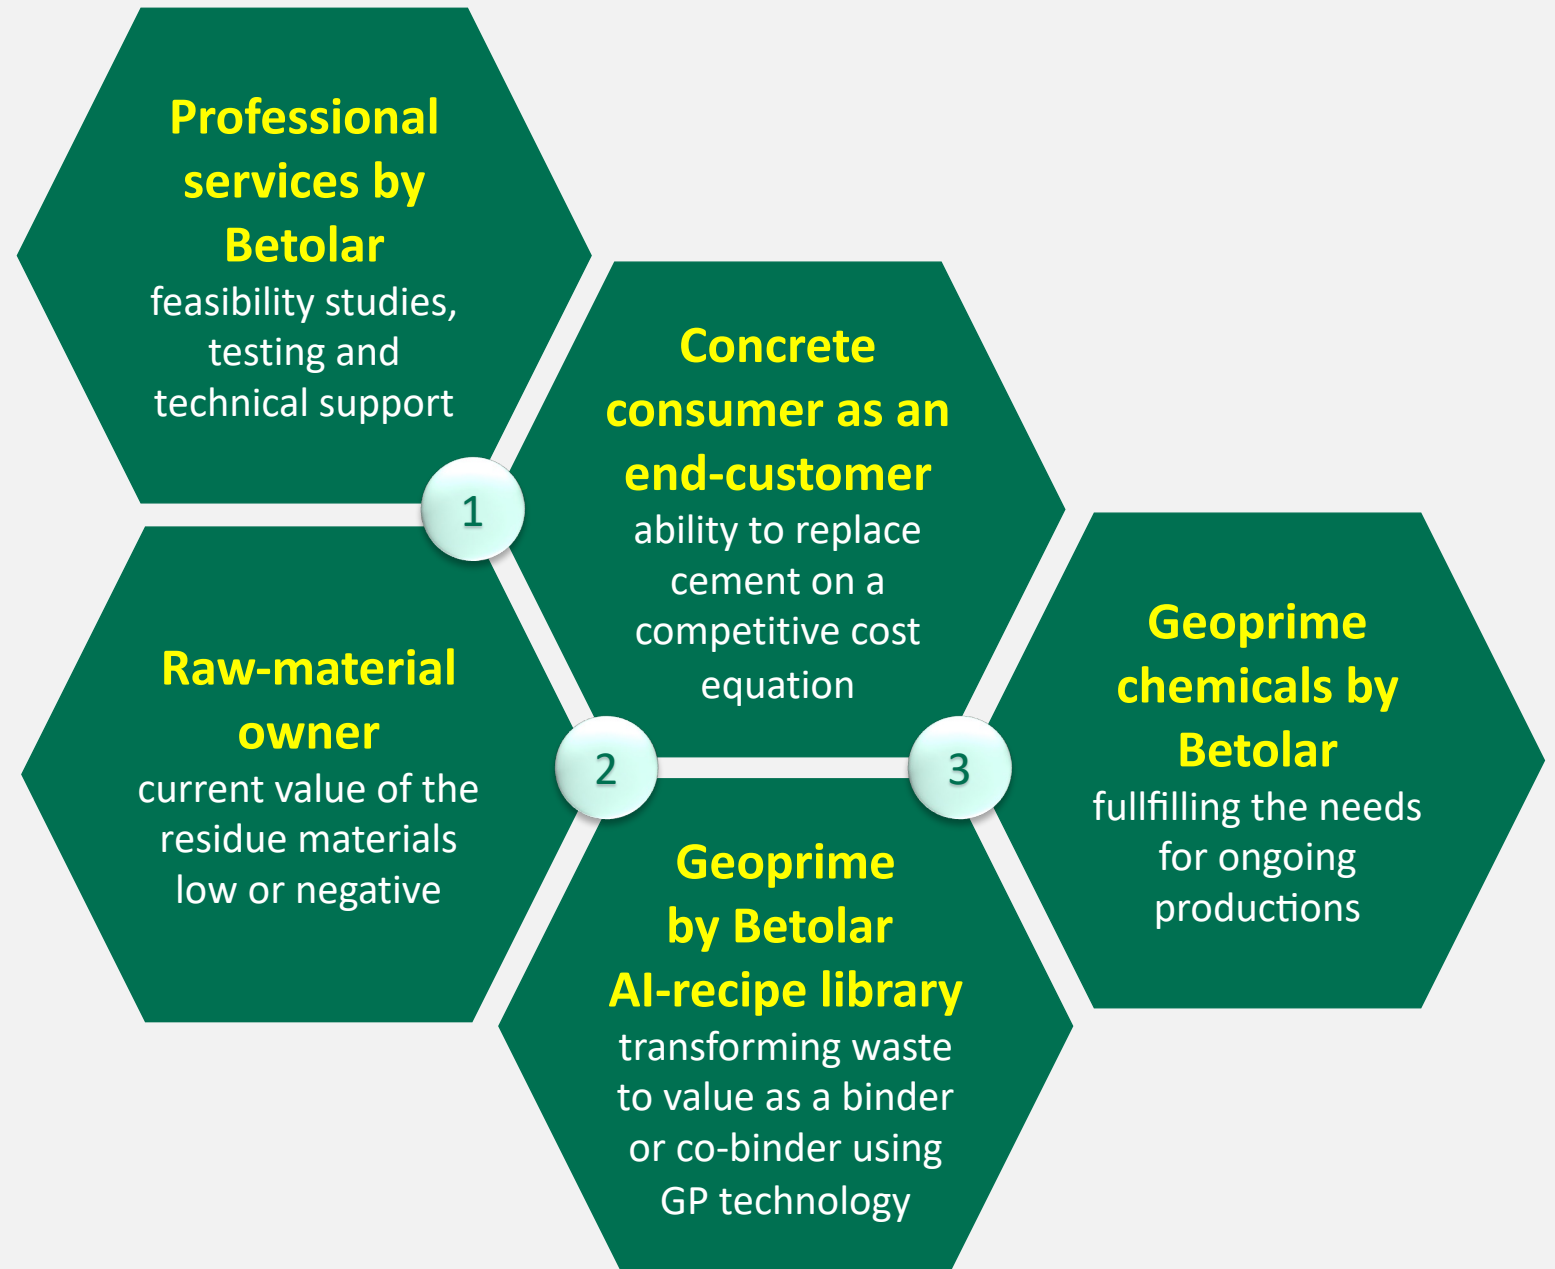 Professional
services by
Betolar
feasibility studies,
testing and
technical support
1
Concrete
consumer as an
end-customer
ability to replace
cement on a
competitive cost
equation
Raw-material
owner
current value of the
residue materials
low or negative
2
3
Geoprime
chemicals by
Betolar
fullfilling the needs
for ongoing
productions
Geoprime
by Betolar
AI-recipe library
transforming waste
to value as a binder
or co-binder using
GP technology